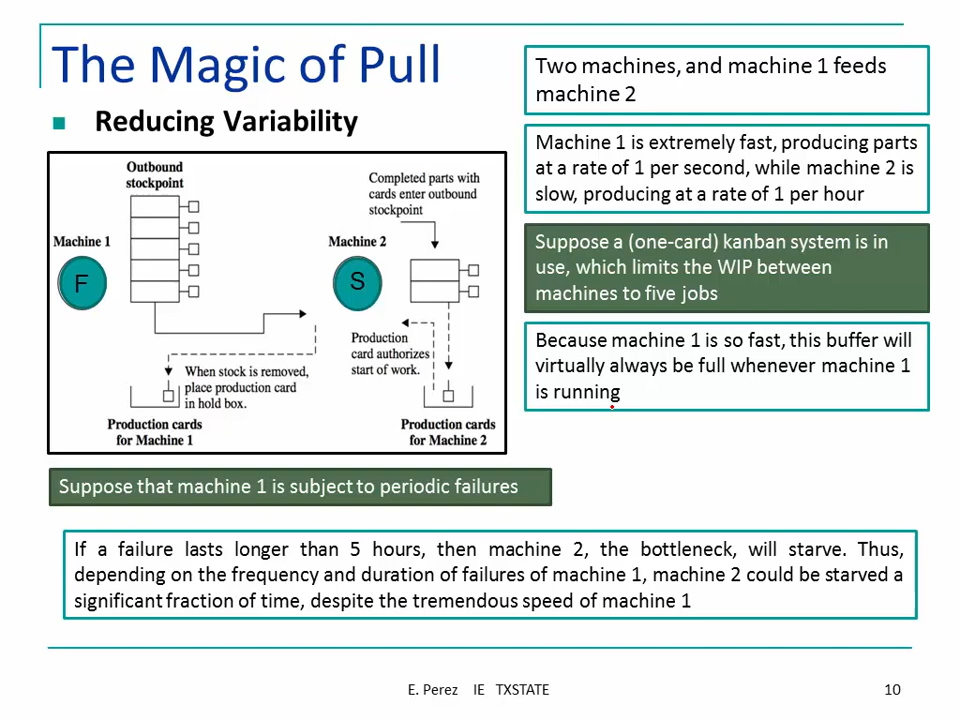 The Magic of Pull
Reducing Variability
Outbound
stockpoint
Machine 1
F
Completed parts with
cards enter outbound
stockpoint
Machine 2
S
Production
card authorizes
start of work.
When stock is removed,
place production card
in hold box.
Production cards
for Machine 1
Production cards
for Machine 2
Two machines, and machine 1 feeds
machine 2
Machine 1 is extremely fast, producing parts
at a rate of 1 per second, while machine 2 is
slow, producing at a rate of 1 per hour
Suppose a (one-card) kanban system is in
use, which limits the WIP between
machines to five jobs
Because machine 1 is so fast, this buffer will
virtually always be full whenever machine 1
is running
Suppose that machine 1 is subject to periodic failures
If a failure lasts longer than 5 hours, then machine 2, the bottleneck, will starve. Thus,
depending on the frequency and duration of failures of machine 1, machine 2 could be starved a
significant fraction of time, despite the tremendous speed of machine 1
E. Perez IE TXSTATE
10